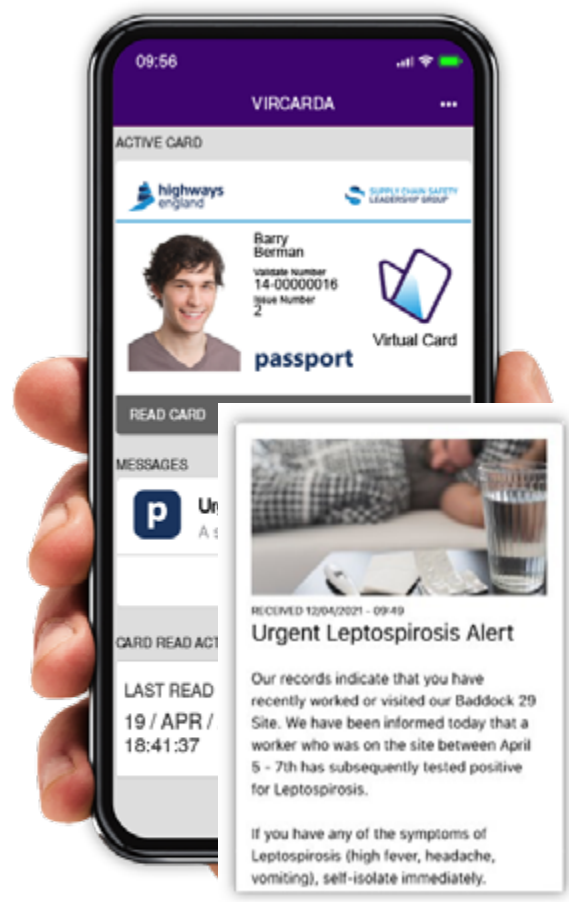 09:56
VIRCARDA
ACTIVE CARD
highways
england
SUPPLY CHAIN SAFETY
LEADERSHIP GROUP
Barry
Berman
Validate Number
14-00000016
Issue Number
2
passport
Virtual Card
READ CARD
MESSAGES
p
Ur
A s
CARD READ ACT
LAST READ
19 / APR /
18:41:37
RECEIVED 12/04/2021 - 09:49
Urgent Leptospirosis Alert
Our records indicate that you have
recently worked or visited our Baddock 29
Site. We have been informed today that a
worker who was on the site between April
5 - 7th has subsequently tested positive
for Leptospirosis.
If you have any of the symptoms of
Leptospirosis (high fever, headache,
vomiting), self-isolate immediately.